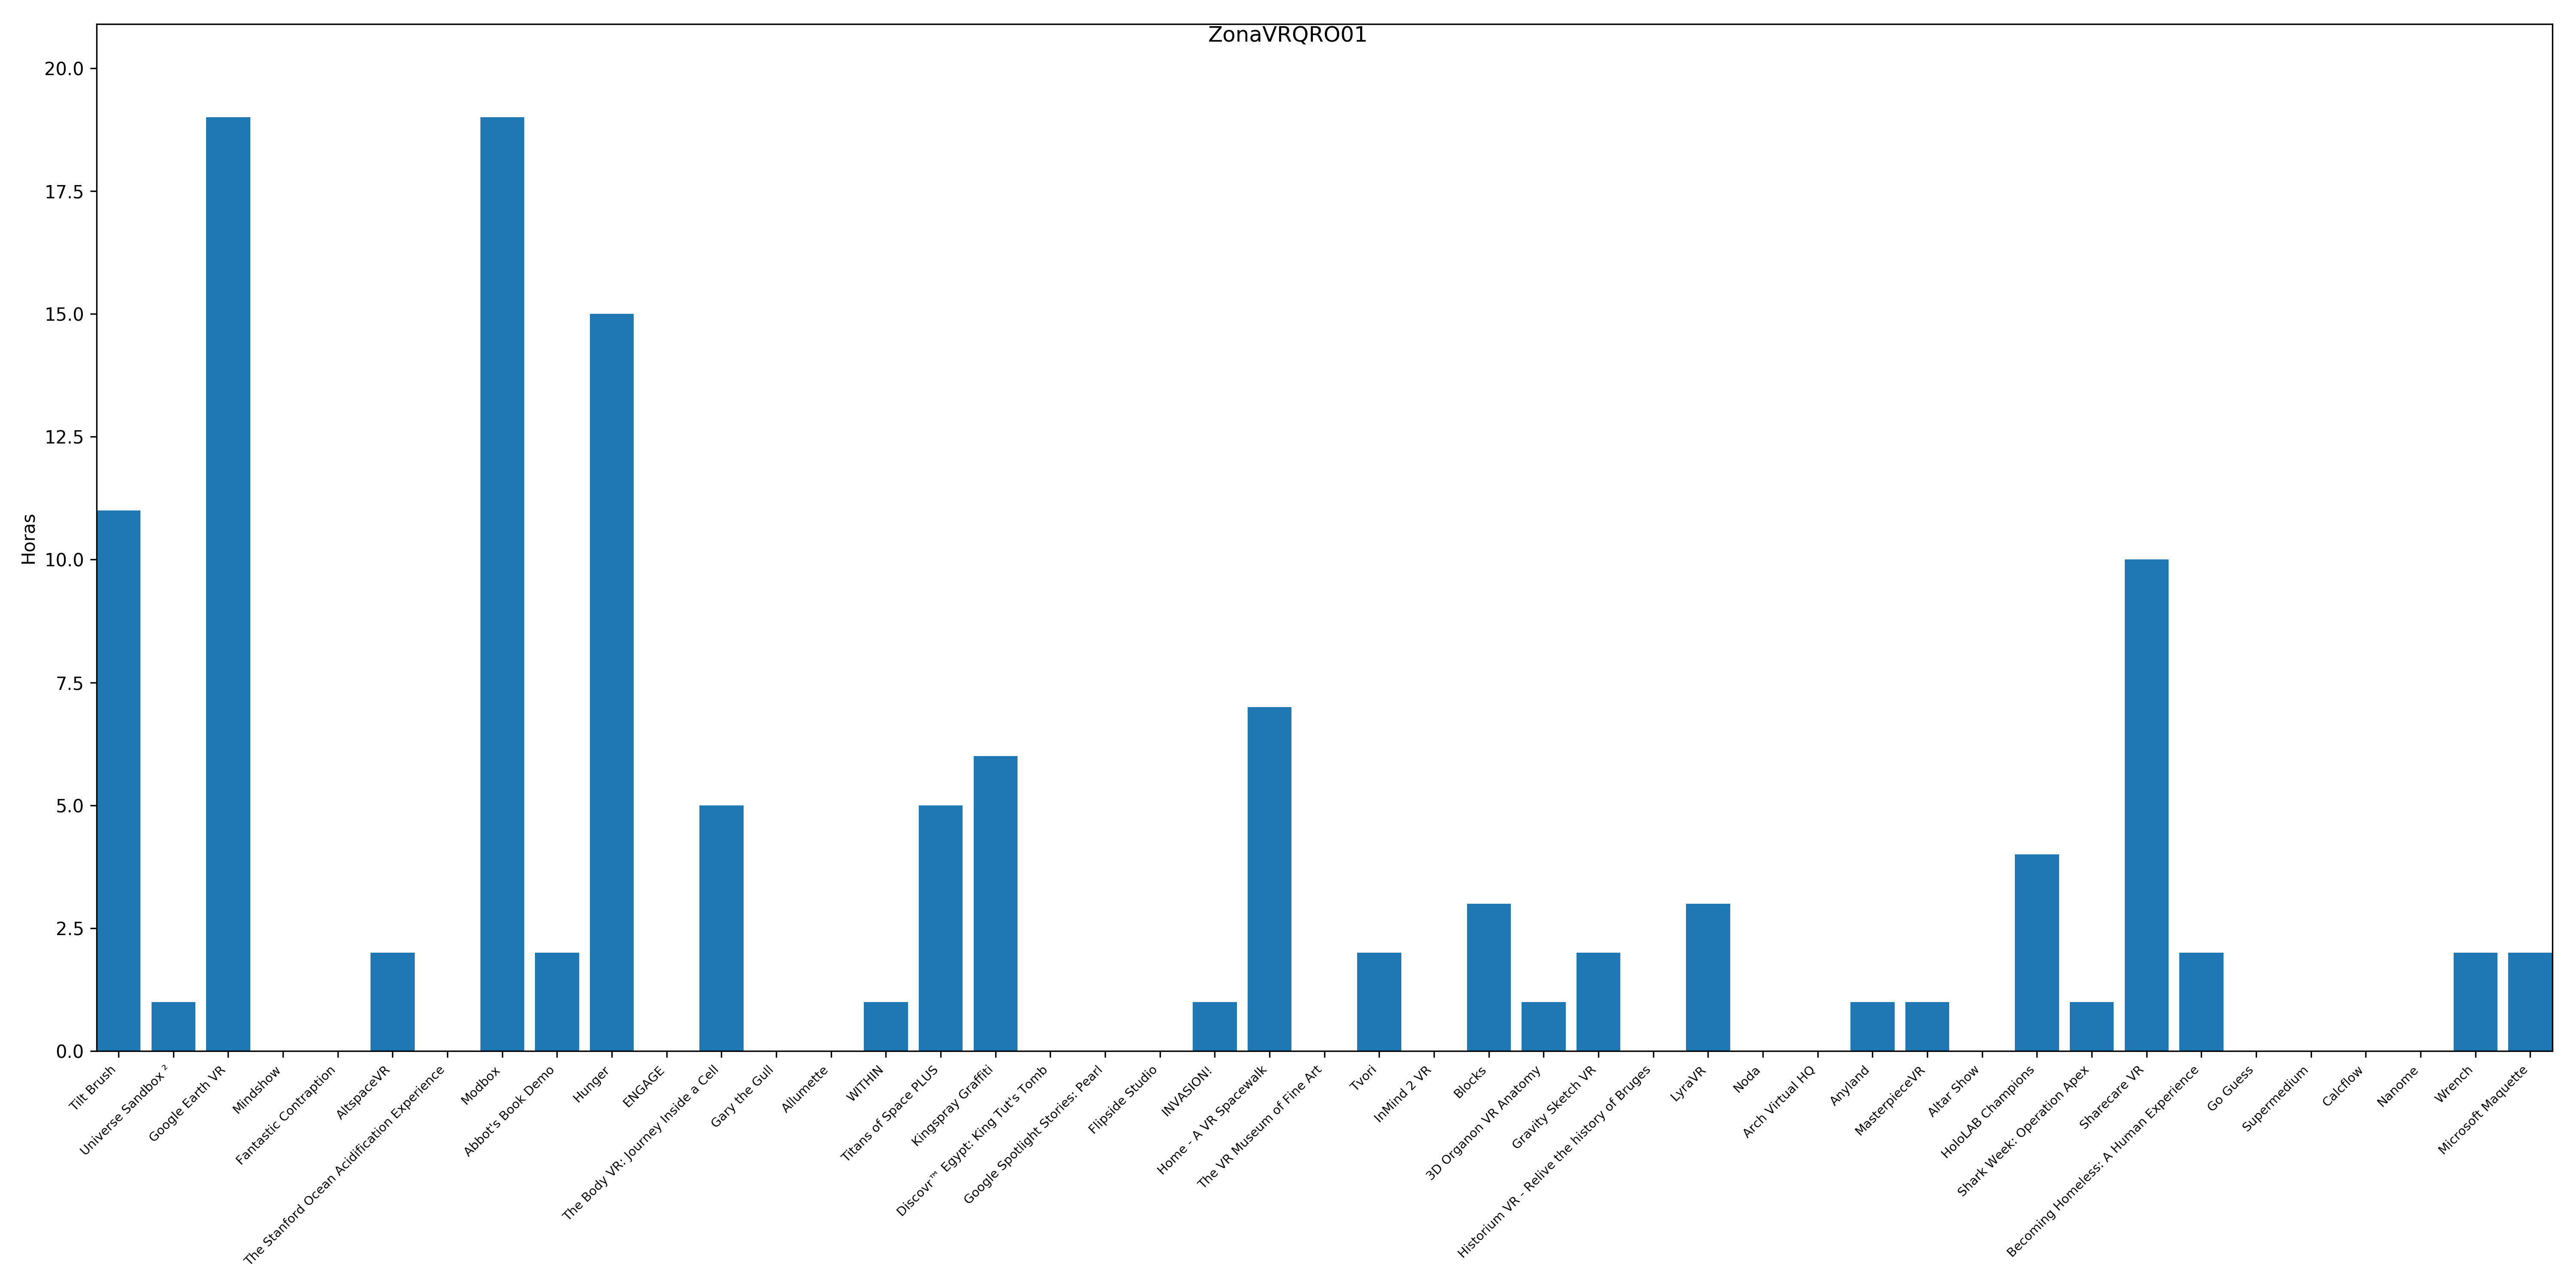 ZonaVRQRO01
Horas
20.0
17.5
15.0
12.5
10.0
7.5
5.0
2.5
0.0
Tilt Brush
Universe Sandbox ²
Google Earth VR
Mindshow
Fantastic Contraption
AltspaceVR
The Stanford Ocean Acidification Experience
Modbox
Abbot's Book Demo
Hunger
ENGAGE
The Body VR: Journey Inside a Cell
Gary the Gull
Allumette
WITHIN
Titans of Space PLUS
Kingspray Graffiti
Discovr™ Egypt: King Tut's Tomb
Google Spotlight Stories: Pearl
Flipside Studio
INVASION!
Home - A VR Spacewalk
The VR Museum of Fine Art
Tvori
InMind 2 VR
Blocks
3D Organon VR Anatomy
Gravity Sketch VR
Historium VR - Relive the history of Bruges
LyraVR
Noda
Arch Virtual HQ
Anyland
MasterpieceVR
Altar Show
HoloLAB Champions
Shark Week: Operation Apex
Sharecare VR
Becoming Homeless: A Human Experience
Go Guess
Supermedium
Calcflow
Nanome
Wrench
Microsoft Maquette